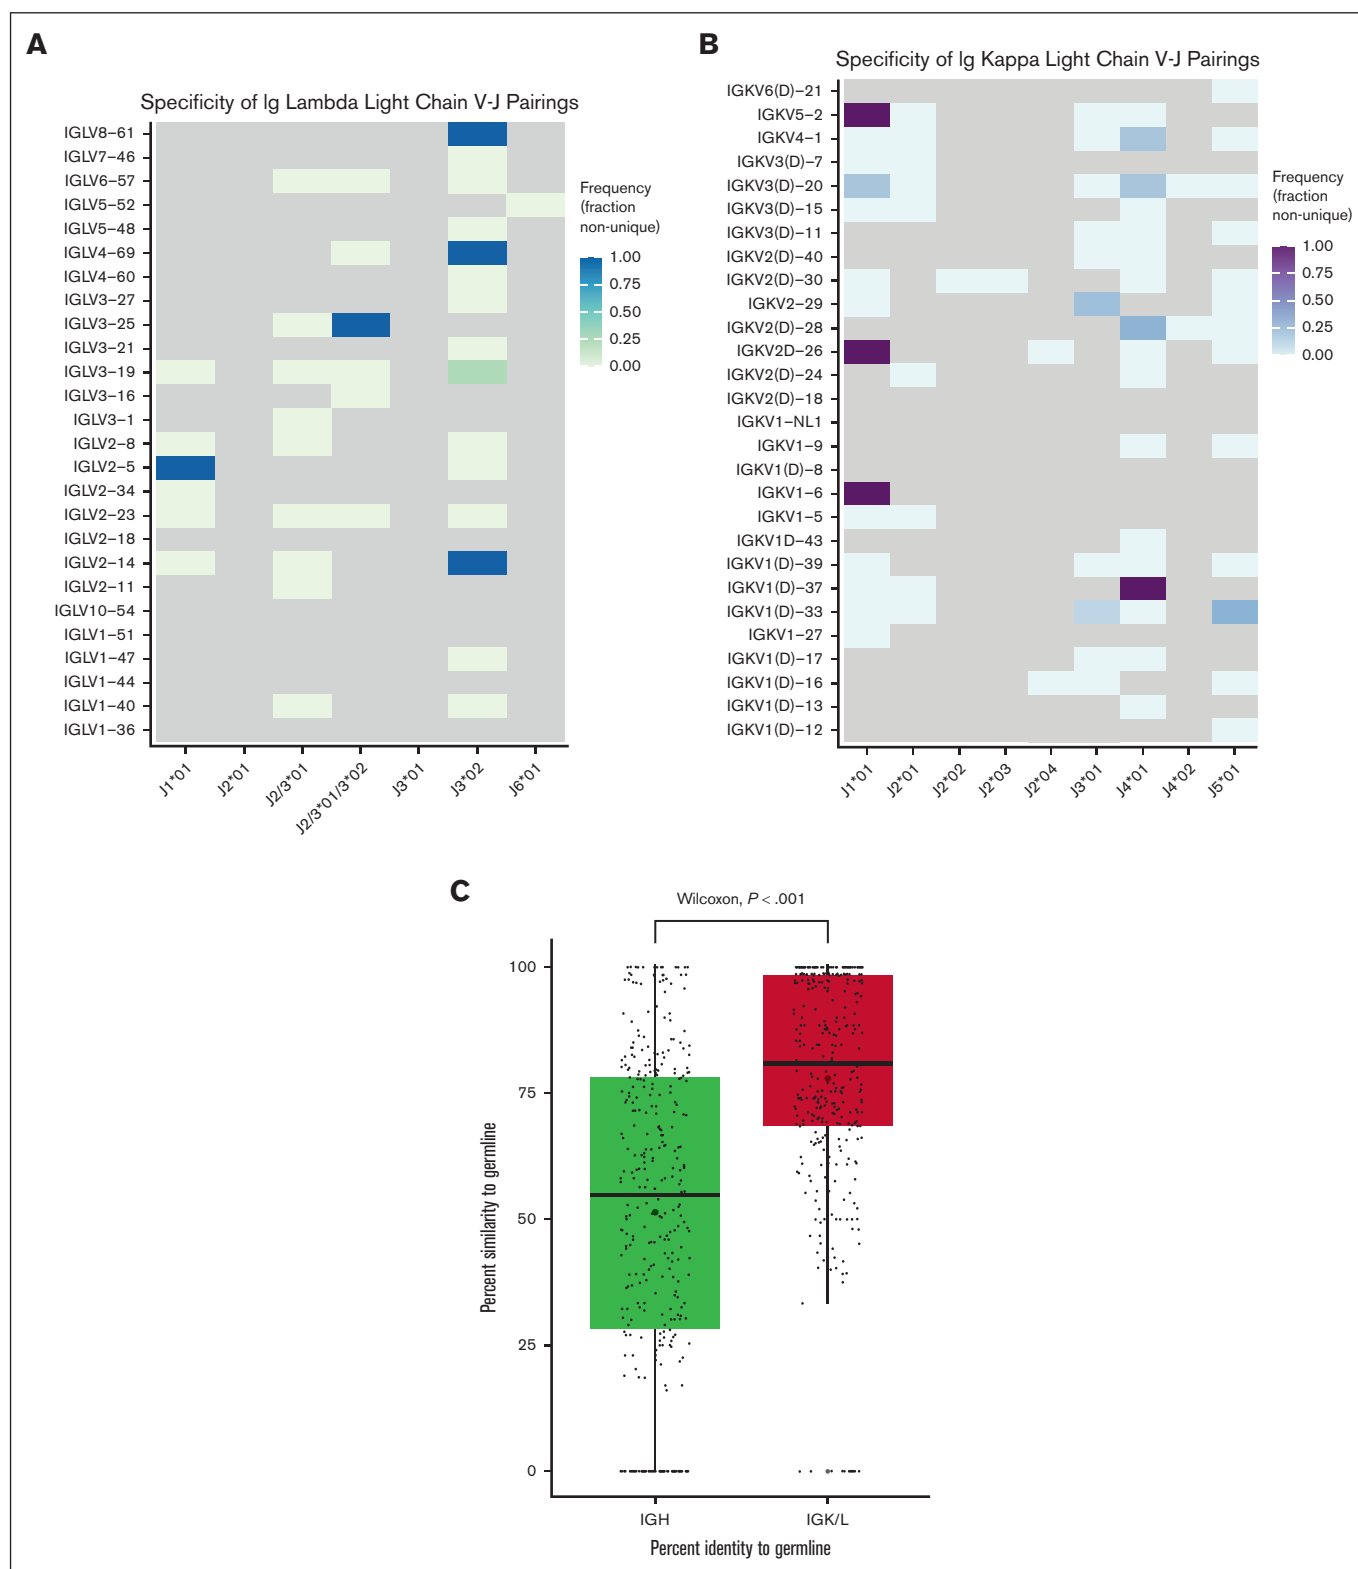 A
Specificity of Ig Lambda Light Chain V-J Pairings
IGLV8–61
IGLV7–46
IGLV6–57
IGLV5–52
IGLV5–48
IGLV4–69
IGLV4–60
IGLV3–27
IGLV3–25
IGLV3–21
IGLV3–19
IGLV3–16
IGLV3–1
IGLV2–8
IGLV2–5
IGLV2–34
IGLV2–23
IGLV2–18
IGLV2–14
IGLV2–11
IGLV10–54
IGLV1–51
IGLV1–47
IGLV1–44
IGLV1–40
IGLV1–36
J1*01
J2*01
J2/3*01
J2/3*01/3*02
J3*01
J3*02
J6*01
Frequency
(fraction
non-unique)
1.00
0.75
0.50
0.25
0.00
B
Specificity of Ig Kappa Light Chain V-J Pairings
IGKV6(D)–21
IGKV5–2
IGKV4–1
IGKV3(D)–7
IGKV3(D)–20
IGKV3(D)–15
IGKV3(D)–11
IGKV2(D)–40
IGKV2(D)–30
IGKV2–29
IGKV2(D)–28
IGKV2D–26
IGKV2(D)–24
IGKV2(D)–18
IGKV1–NL1
IGKV1–9
IGKV1(D)–8
IGKV1–6
IGKV1–5
IGKV1D–43
IGKV1(D)–39
IGKV1(D)–37
IGKV1(D)–33
IGKV1–27
IGKV1(D)–17
IGKV1(D)–16
IGKV1(D)–13
IGKV1(D)–12
J1*01
J2*01
J2*02
J2*03
J2*04
J3*01
J4*01
J4*02
J5*01
Frequency
(fraction
non-unique)
1.00
0.75
0.50
0.25
0.00
C
Wilcoxon, P < .001
Percent similarity to germline
100
75
50
25
0
IGH
IGK/L
Percent identity to germline